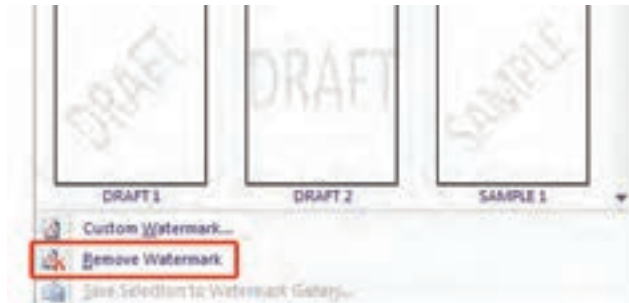 DRAFT DRAFT SAMPLE
DRAFT 1 DRAFT 2 SAMPLE 1
Custom Watermark...
Remove Watermark
Save Selection to Watermark Gallery...